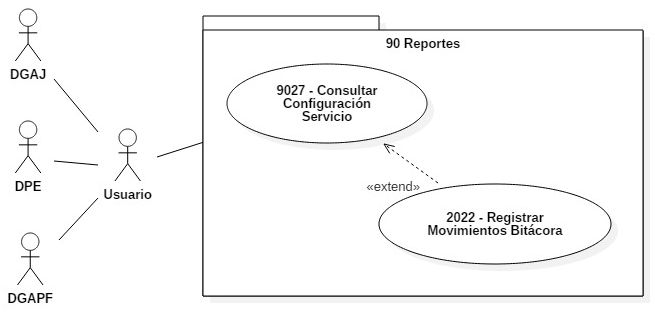 90 Reportes
DGAJ
9027 - Consultar
Configuración
Servicio
DPE
Usuario
«extend»
2022 - Registrar
Movimientos Bitácora
DGAPF